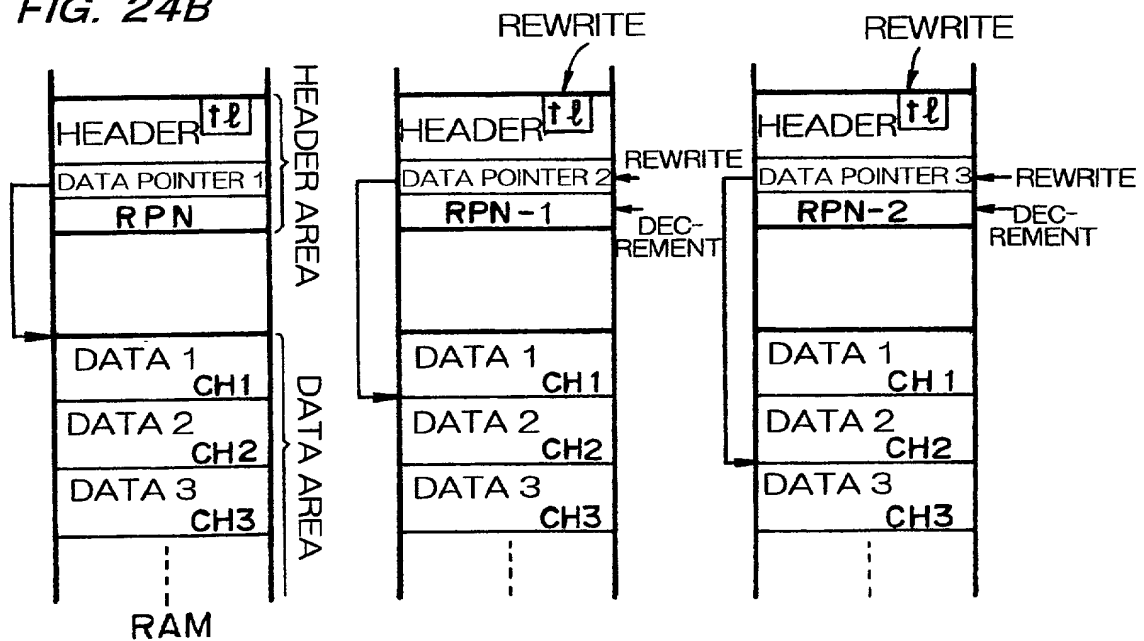 FIG. 24B
REWRITE
REWRITE
HEADER tℓ
DATA POINTER 1
RPN
HEADER AREA
DATA 1
CH1
DATA 2
CH2
DATA 3
CH3
DATA AREA
RAM
HEADER tℓ
DATA POINTER 2
REWRITE
RPN-1
DEC-
REMENT
DATA 1
CH1
DATA 2
CH2
DATA 3
CH3
HEADER tℓ
DATA POINTER 3
REWRITE
RPN-2
DEC-
REMENT
DATA 1
CH1
DATA 2
CH2
DATA 3
CH3